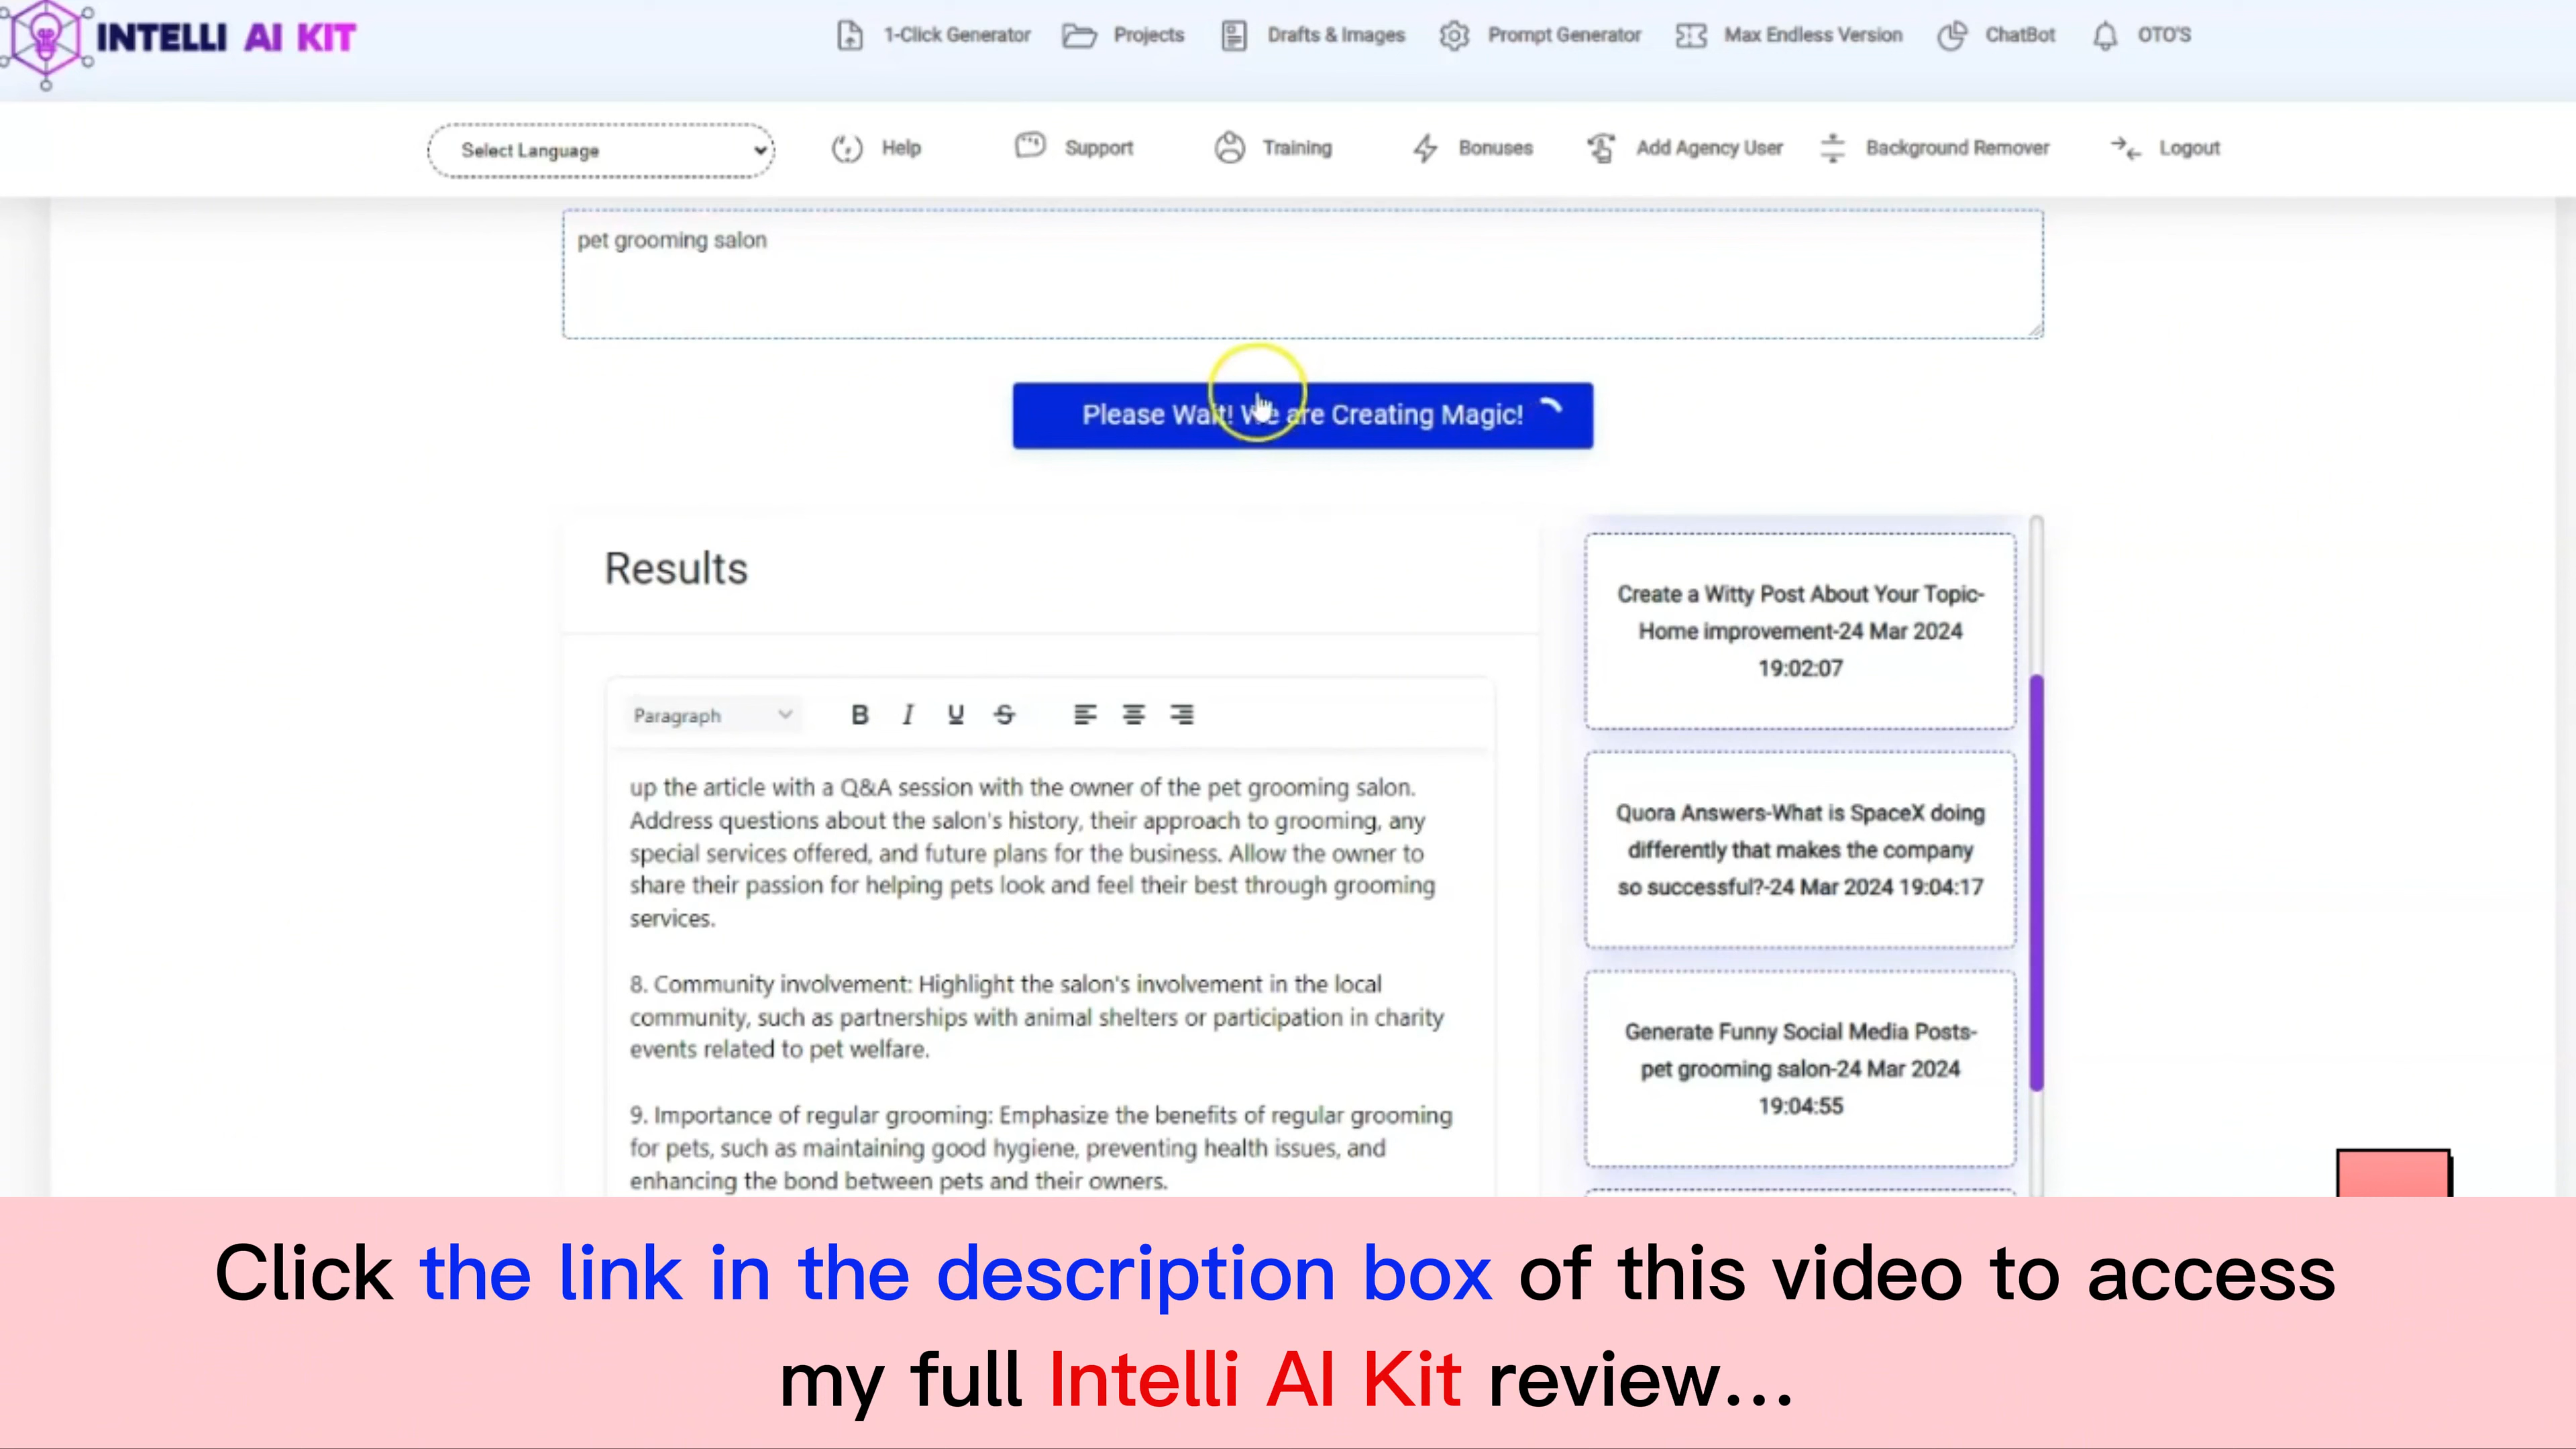 INTELLI AI KIT
1-Click Generator
Projects
Drafts & Images
Prompt Generator
Max Endless Version
ChatBot
OTO'S
Select Language
Help
Support
Training
Bonuses
Add Agency User
Background Remover
Logout
pet grooming salon
Please Wait! We are Creating Magic!
Results
Paragraph
B I U S
up the article with a Q&A session with the owner of the pet grooming salon.
Address questions about the salon's history, their approach to grooming, any
special services offered, and future plans for the business. Allow the owner to
share their passion for helping pets look and feel their best through grooming
services.
8. Community involvement: Highlight the salon's involvement in the local
community, such as partnerships with animal shelters or participation in charity
events related to pet welfare.
9. Importance of regular grooming: Emphasize the benefits of regular grooming
for pets, such as maintaining good hygiene, preventing health issues, and
enhancing the bond between pets and their owners.
Create a Witty Post About Your Topic-
Home improvement-24 Mar 2024
19:02:07
Quora Answers-What is SpaceX doing
differently that makes the company
so successful?-24 Mar 2024 19:04:17
Generate Funny Social Media Posts-
pet grooming salon-24 Mar 2024
19:04:55
Click the link in the description box of this video to access
my full Intelli AI Kit review...